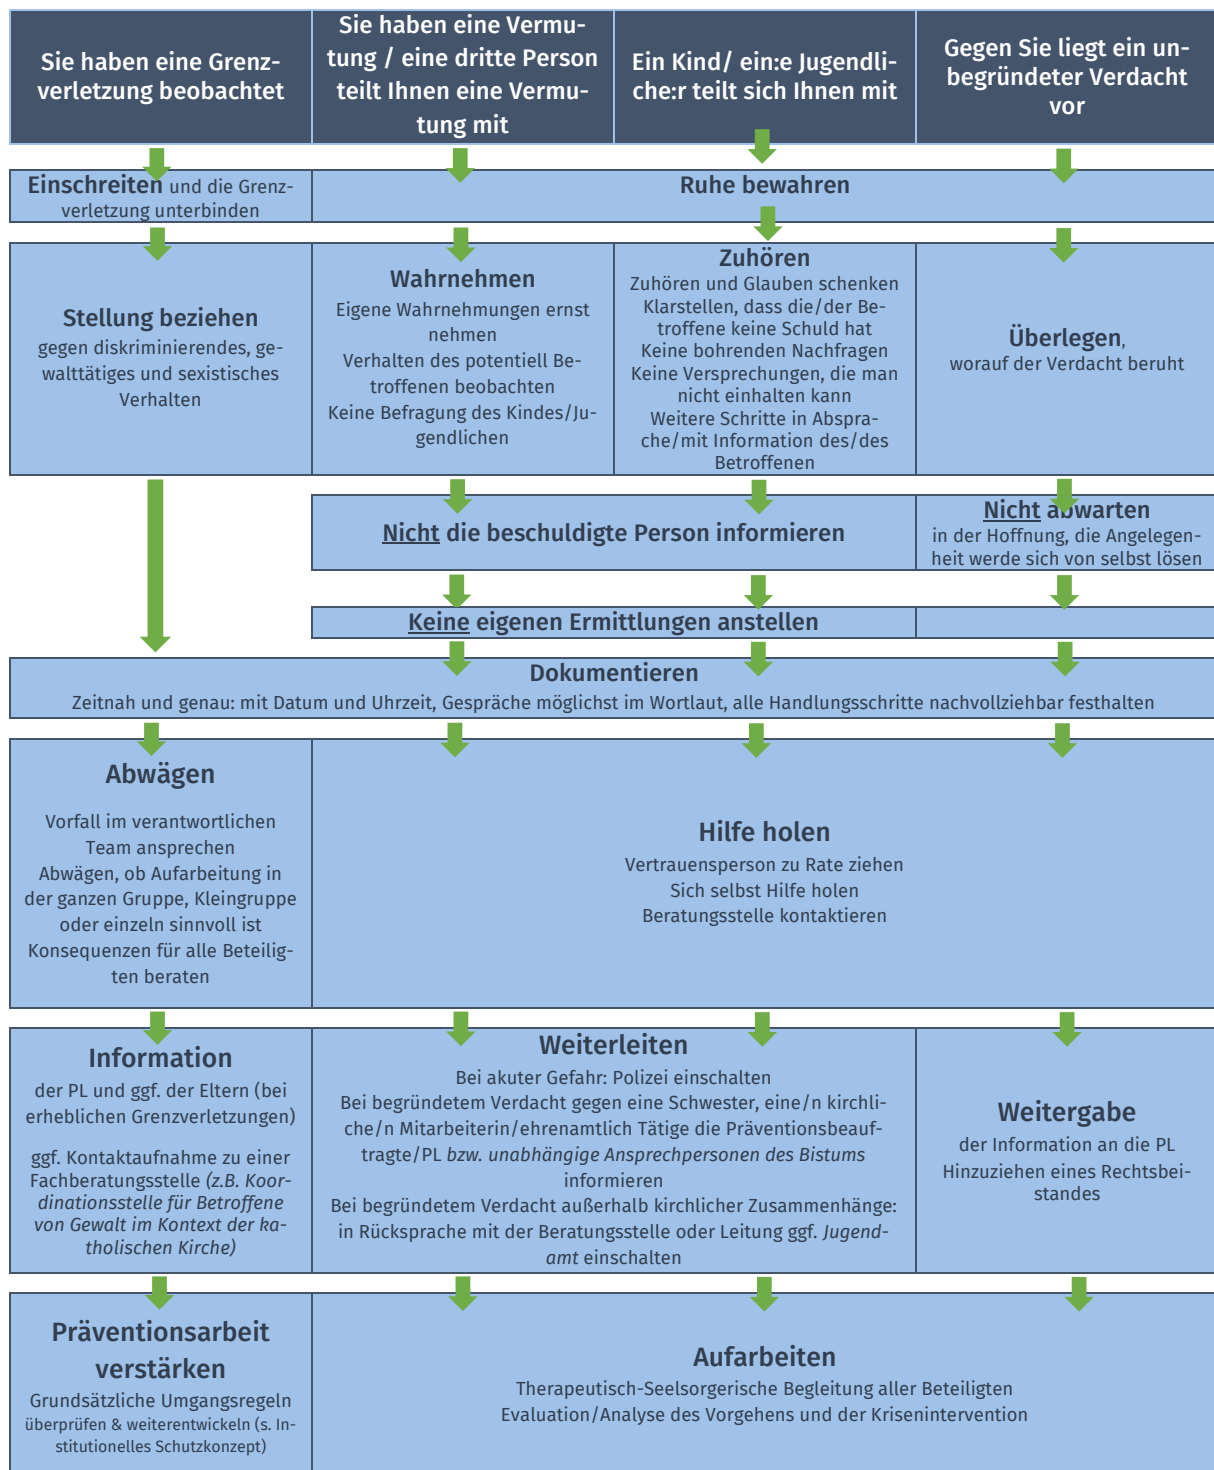 Sie haben eine Grenz-
verletzung beobachtet
Sie haben eine Vermu-
tung / eine dritte Person
teilt Ihnen eine Vermu-
tung mit
Ein Kind/ ein:e Jugendli-
che:r teilt sich Ihnen mit
Gegen Sie liegt ein un-
begründeter Verdacht
vor
Einschreiten und die Grenz-
verletzung unterbinden
Ruhe bewahren
Stellung beziehen
gegen diskriminierendes, ge-
walttätiges und sexistisches
Verhalten
Wahrnehmen
Eigene Wahrnehmungen ernst
nehmen
Verhalten des potentiell Be-
troffenen beobachten
Keine Befragung des Kindes/Ju-
gendlichen
Zuhören
Zuhören und Glauben schenken
Klarstellen, dass die/der Be-
troffene keine Schuld hat
Keine bohrenden Nachfragen
Keine Versprechungen, die man
nicht einhalten kann
Weitere Schritte in Abspra-
che/mit Information des/des
Betroffenen
Überlegen,
worauf der Verdacht beruht
Nicht die beschuldigte Person informieren
Nicht abwarten
in der Hoffnung, die Angelegen-
heit werde sich von selbst lösen
Keine eigenen Ermittlungen anstellen
Dokumentieren
Zeitnah und genau: mit Datum und Uhrzeit, Gespräche möglichst im Wortlaut, alle Handlungsschritte nachvollziehbar festhalten
Abwägen
Vorfall im verantwortlichen
Team ansprechen
Abwägen, ob Aufarbeitung in
der ganzen Gruppe, Kleingruppe
oder einzeln sinnvoll ist
Konsequenzen für alle Beteilig-
ten beraten
Hilfe holen
Vertrauensperson zu Rate ziehen
Sich selbst Hilfe holen
Beratungsstelle kontaktieren
Information
der PL und ggf. der Eltern (bei
erheblichen Grenzverletzungen)
ggf. Kontaktaufnahme zu einer
Fachberatungsstelle (z.B. Koor-
dinationsstelle für Betroffene
von Gewalt im Kontext der ka-
tholischen Kirche)
Weiterleiten
Bei akuter Gefahr: Polizei einschalten
Bei begründetem Verdacht gegen eine Schwester, eine/n kirchli-
che/n Mitarbeiterin/ehrenamtlich Tätige die Präventionsbeauf-
tragte/PL bzw. unabhängige Ansprechpersonen des Bistums
informieren
Bei begründetem Verdacht außerhalb kirchlicher Zusammenhänge:
in Rücksprache mit der Beratungsstelle oder Leitung ggf. Jugend-
amt einschalten
Weitergabe
der Information an die PL
Hinzuziehen eines Rechtsbei-
standes
Präventionsarbeit
verstärken
Grundsätzliche Umgangsregeln
überprüfen & weiterentwickeln (s. In-
stitutionelles Schutzkonzept)
Aufarbeiten
Therapeutisch-Seelsorgerische Begleitung aller Beteiligten
Evaluation/Analyse des Vorgehens und der Krisenintervention